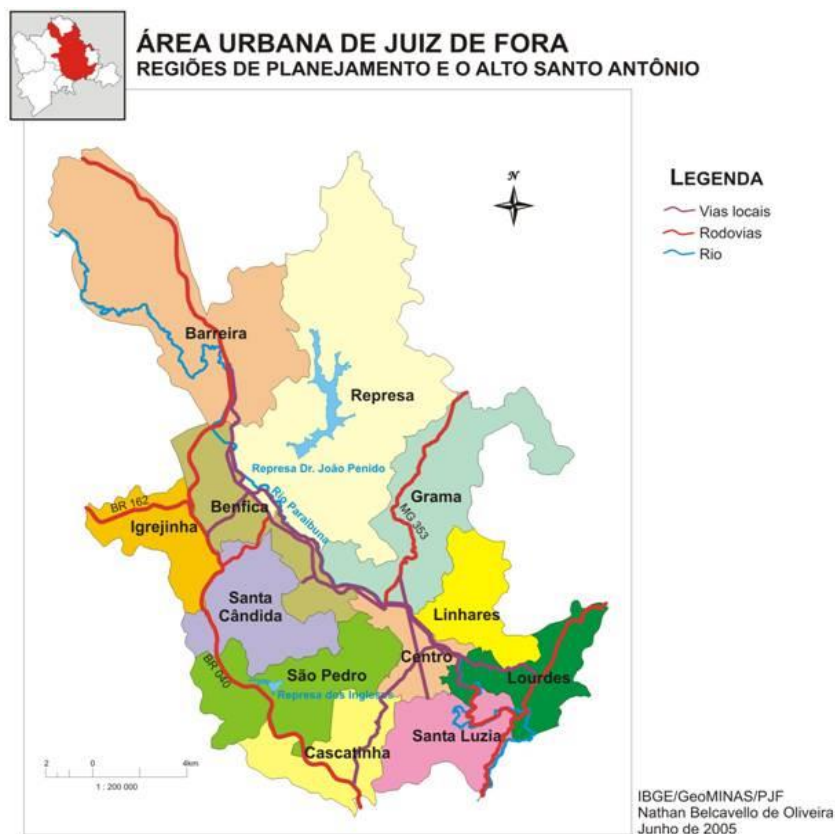 ÁREA URBANA DE JUIZ DE FORA
REGIÕES DE PLANEJAMENTO E O ALTO SANTO ANTÔNIO
N
LEGENDA
Vias locais
Rodovias
Rio
Barreira
Represa
Represa Dr. João Penido
Rio Paraibuna
Grama
MG 353
BR 162
Benfica
Igrejinha
Santa
Cândida
Linhares
Centro
Lourdes
São Pedro
BR 040
Represa dos Ingleses
Santa Luzia
Cascatinha
2 0 4km
1 : 200 000
IBGE/GeoMINAS/PJF
Nathan Belcavello de Oliveira
Junho de 2005